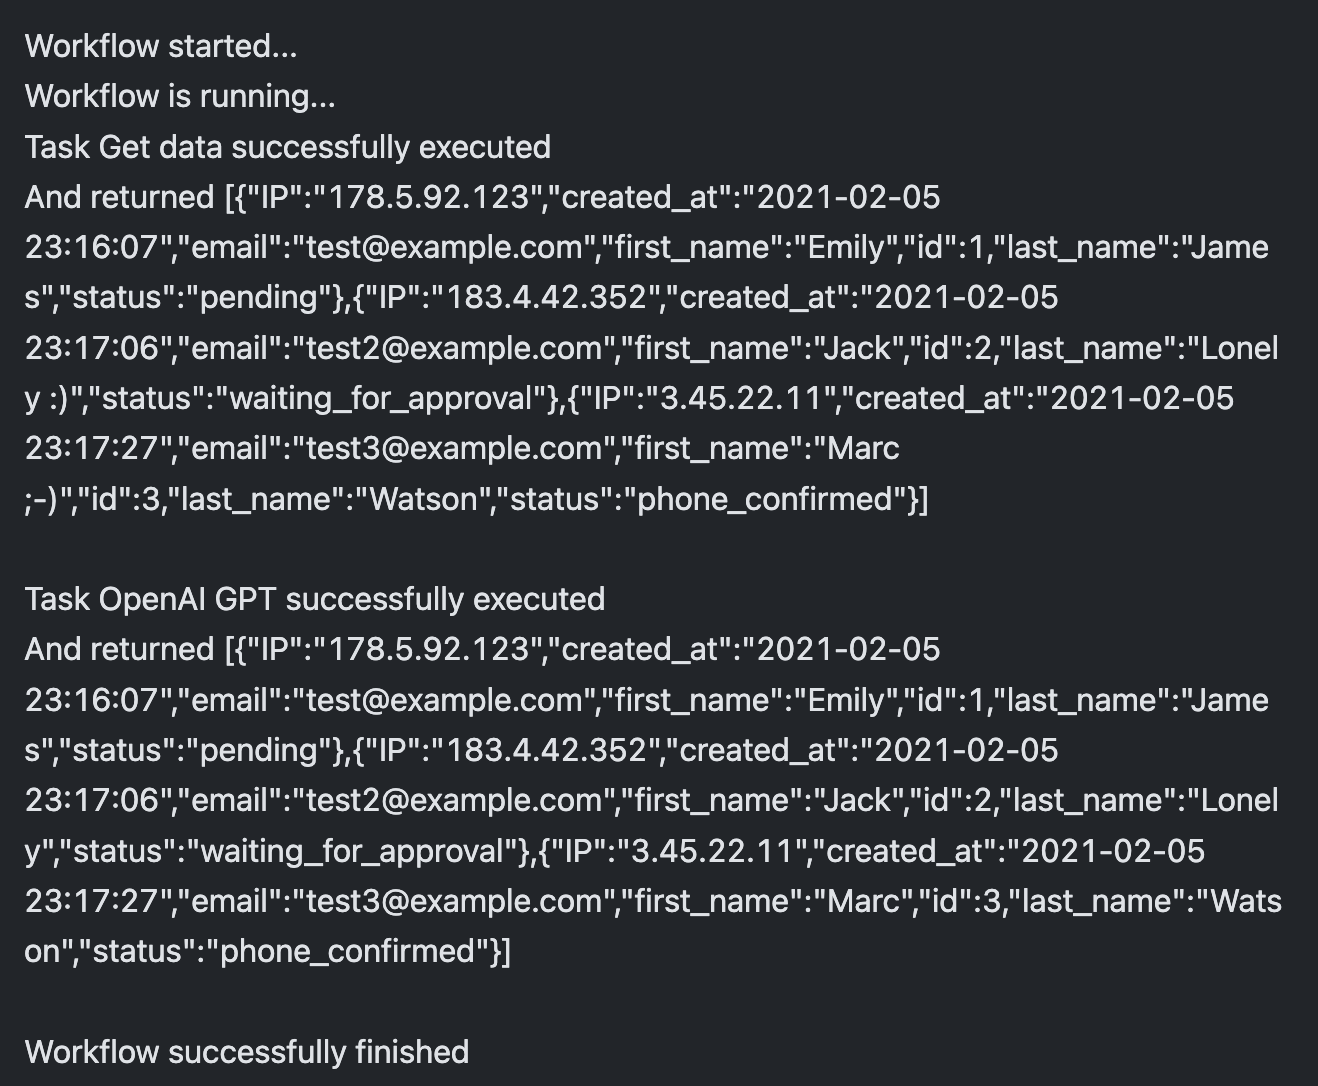 Workflow started...
Workflow is running...
Task Get data successfully executed
And returned [{"IP":"178.5.92.123","created_at":"2021-02-05
23:16:07","email":"test@example.com","first_name":"Emily","id":1,"last_name":"Jame
s","status":"pending"},{"IP":"183.4.42.352","created_at":"2021-02-05
23:17:06","email":"test2@example.com","first_name":"Jack","id":2,"last_name":"Lonel
y :)","status":"waiting_for_approval"},{"IP":"3.45.22.11","created_at":"2021-02-05
23:17:27","email":"test3@example.com","first_name":"Marc
;-)","id":3,"last_name":"Watson","status":"phone_confirmed"}]
Task OpenAI GPT successfully executed
And returned [{"IP":"178.5.92.123","created_at":"2021-02-05
23:16:07","email":"test@example.com","first_name":"Emily","id":1,"last_name":"Jame
s","status":"pending"},{"IP":"183.4.42.352","created_at":"2021-02-05
23:17:06","email":"test2@example.com","first_name":"Jack","id":2,"last_name":"Lonel
y","status":"waiting_for_approval"},{"IP":"3.45.22.11","created_at":"2021-02-05
23:17:27","email":"test3@example.com","first_name":"Marc","id":3,"last_name":"Wats
on","status":"phone_confirmed"}]
Workflow successfully finished